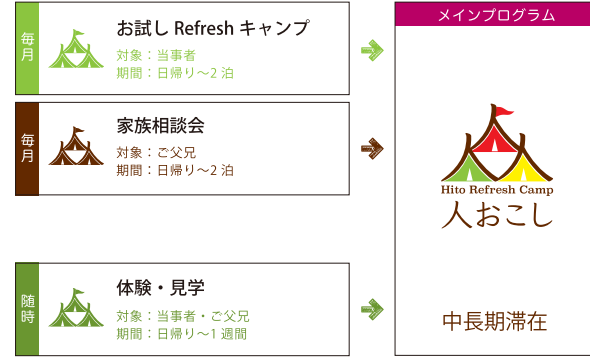 毎月
お試し Refresh キャンプ
対象：当事者
期間：日帰り～2 泊
毎月
家族相談会
対象：ご父兄
期間：日帰り～2 泊
随時
体験・見学
対象：当事者・ご父兄
期間：日帰り～1 週間
メインプログラム
Hito Refresh Camp
人おこし
中長期滞在